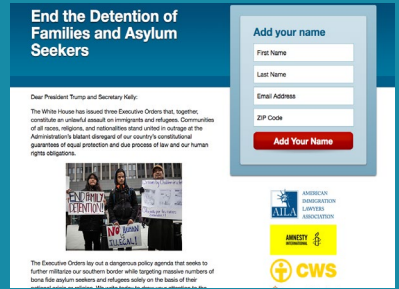 End the Detention of
Families and Asylum
Seekers
Dear President Trump and Secretary Kelly:
The White House has issued three Executive Orders that, together,
constitute an unlawful assault on immigrants and refugees. Communities
of all races, religions, and nationalities stand united in outrage at the
Administration's blatant disregard of our country's constitutional
guarantees of equal protection and due process of law and our human
rights obligations.
END FAMILY
DETENTION!
NO HUMAN
IS
ILLEGAL!
The Executive Orders lay out a dangerous policy agenda that seeks to
further militarize our southern border while targeting massive numbers of
bona fide asylum seekers and refugees solely on the basis of their
Add your name
First Name
Last Name
Email Address
ZIP Code
Add Your Name
AILA
AMERICAN
IMMIGRATION
LAWYERS
ASSOCIATION
AMNESTY
INTERNATIONAL
CWS